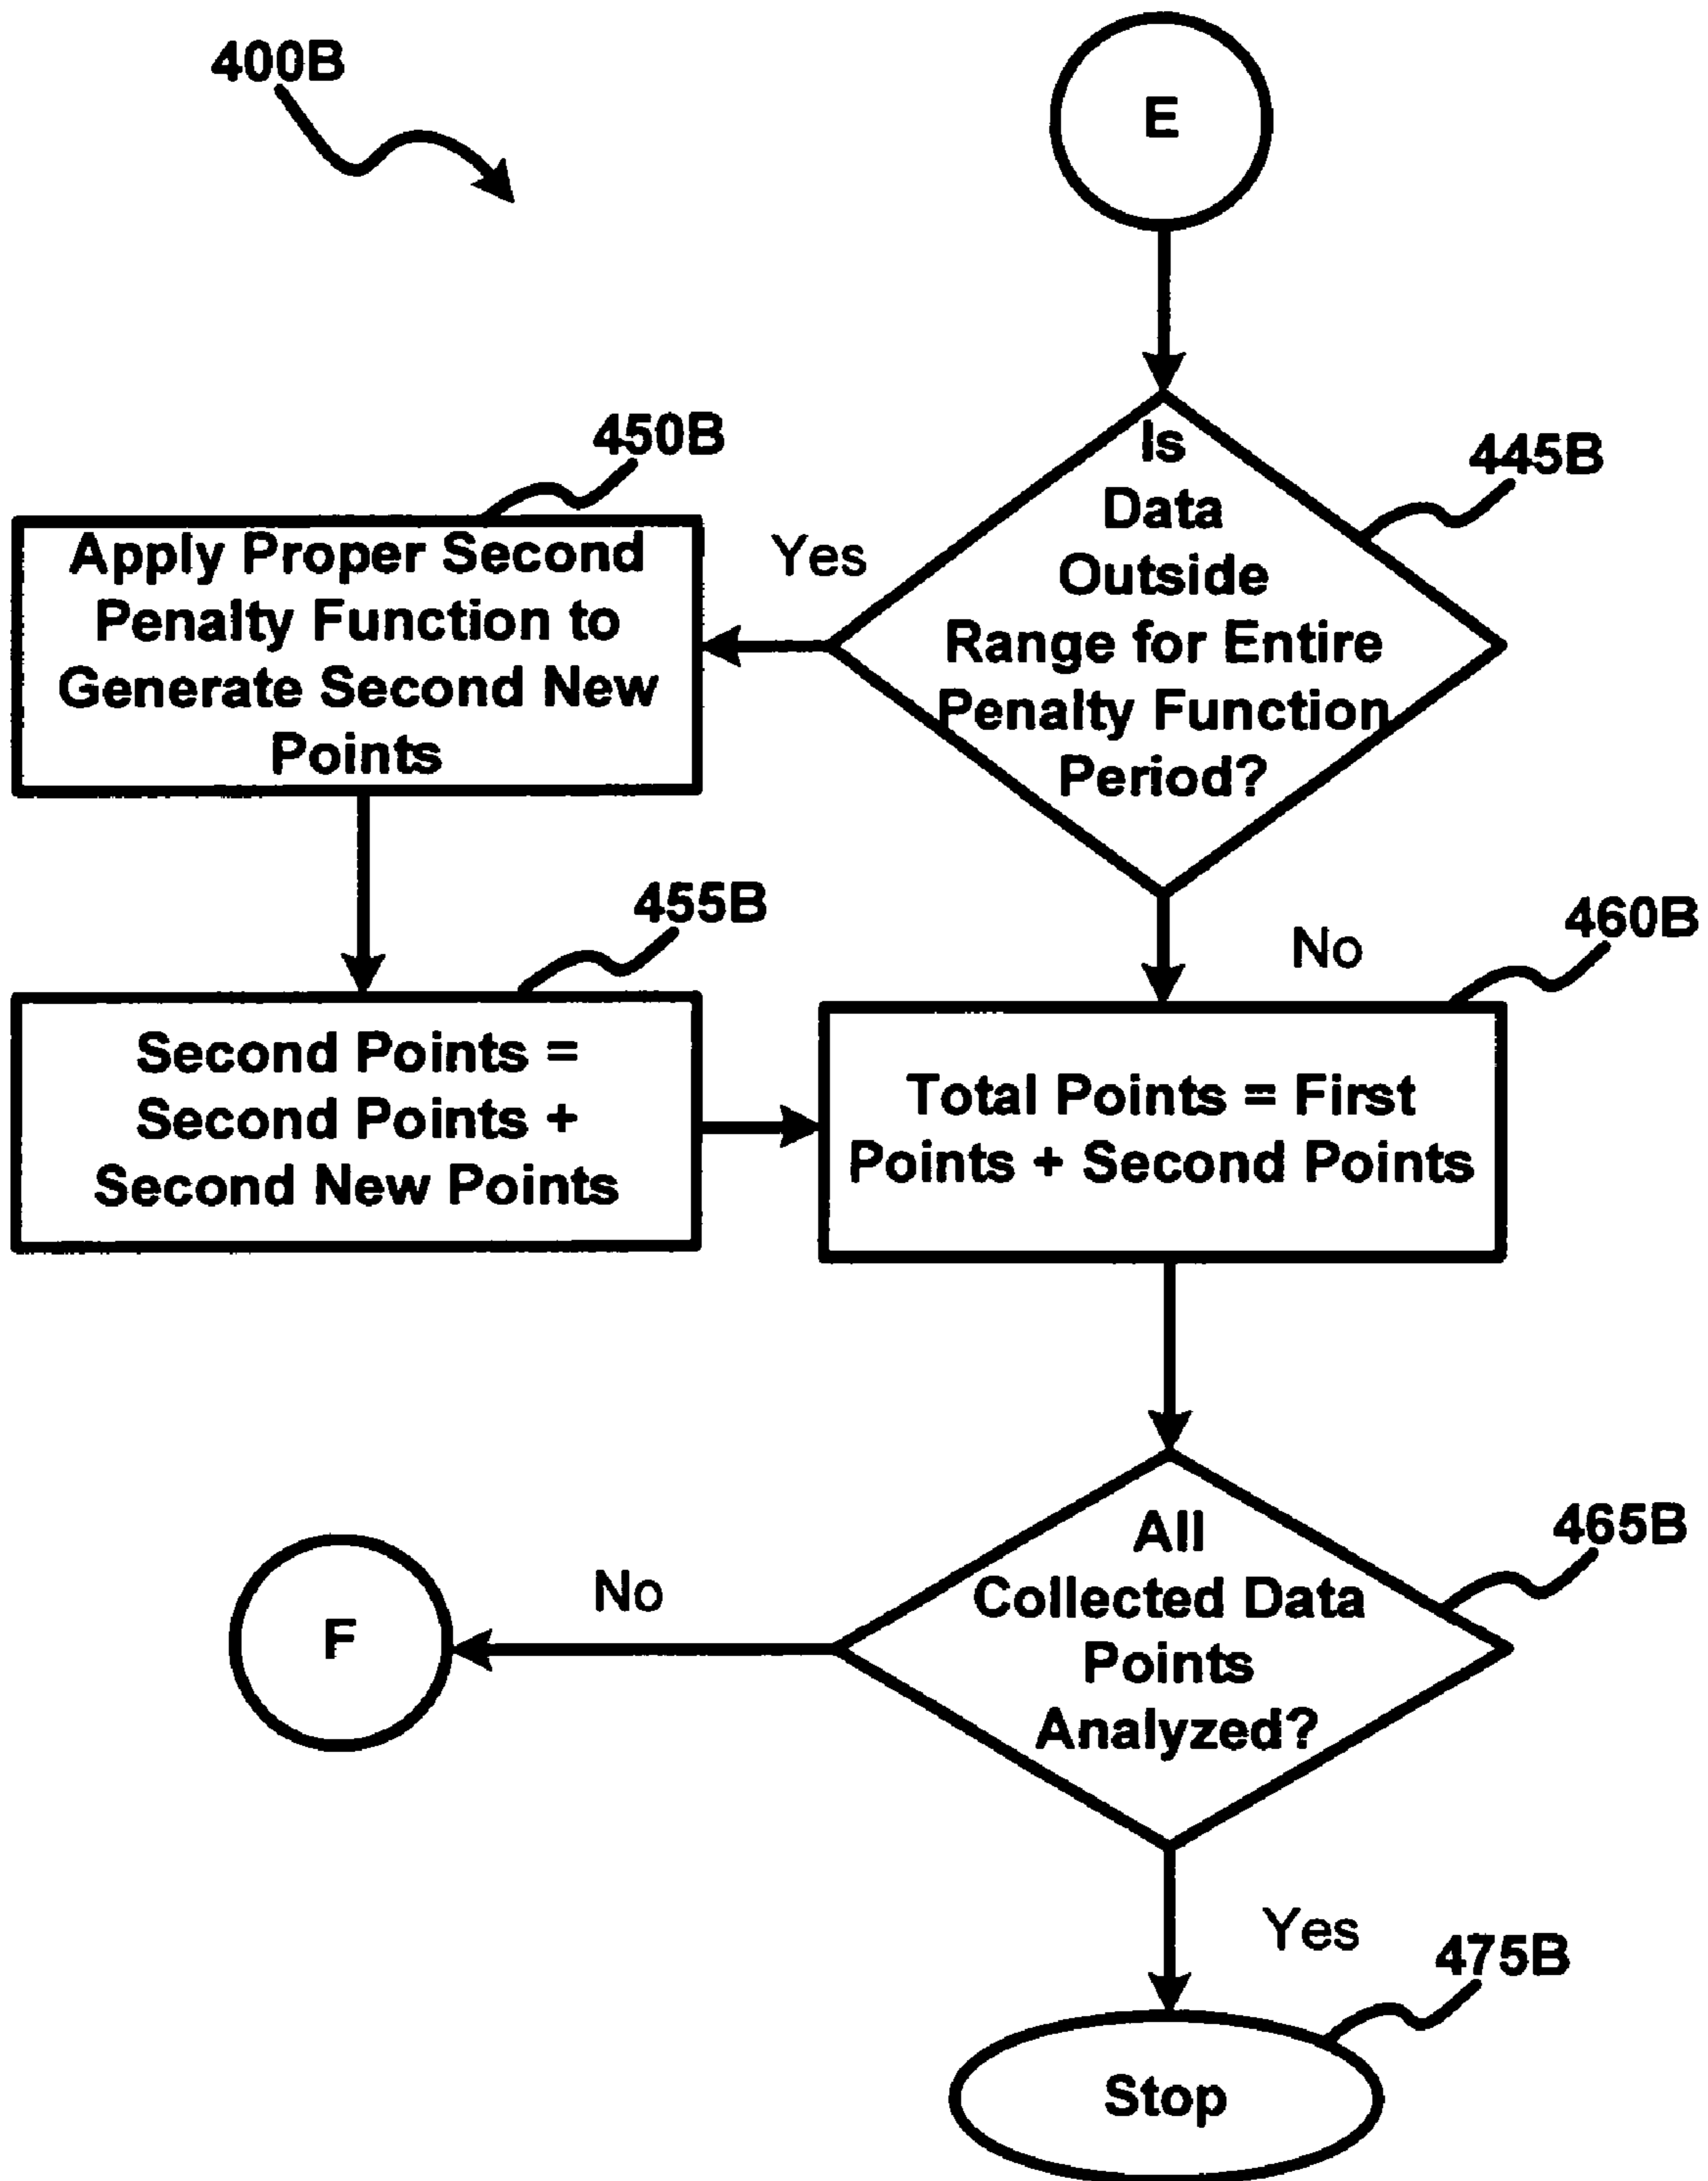 400B
E
Is
Data
Outside
Range for Entire
Penalty Function
Period?
445B
Yes
450B
Apply Proper Second
Penalty Function to
Generate Second New
Points
No
455B
Second Points =
Second Points +
Second New Points
460B
Total Points = First
Points + Second Points
All
Collected Data
Points
Analyzed?
465B
No
F
Yes
475B
Stop